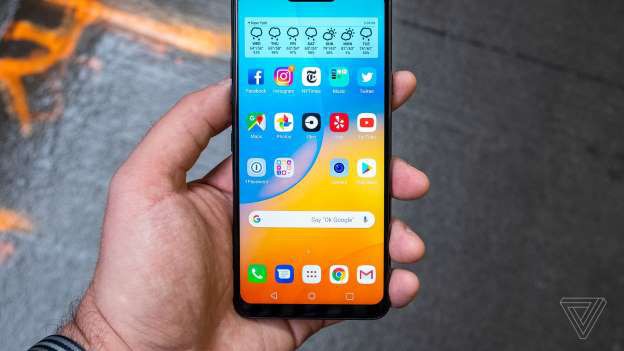 New York
WED THU FRI SAT SUN MON TUE
Facebook Instagram NYTimes Music Twitter
Maps Photos Uber Yelp YouTube
1Password Camera Play Store
G Say "Ok Google"